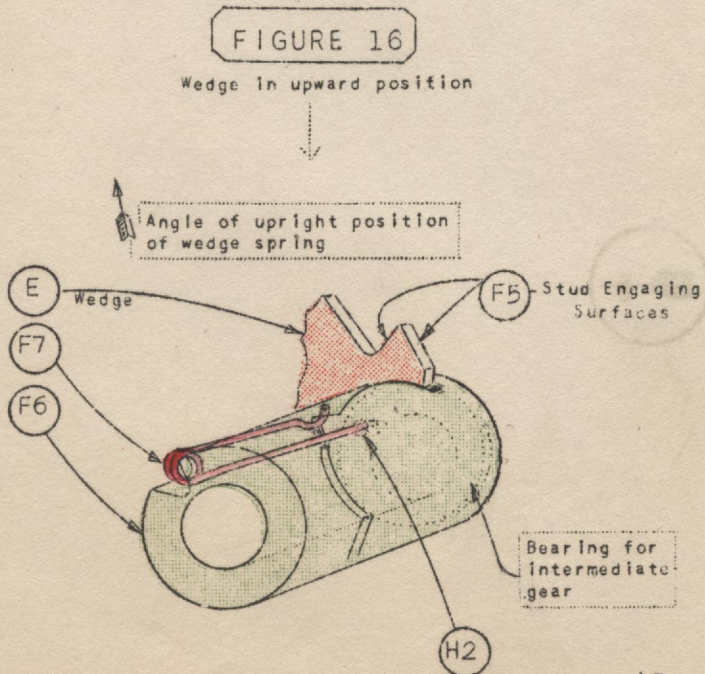 FIGURE 16
Wedge in upward position
Angle of upright position
of wedge spring
E Wedge
F5 Stud Engaging
Surfaces
F7
F6
Bearing for
intermediate
gear
H2